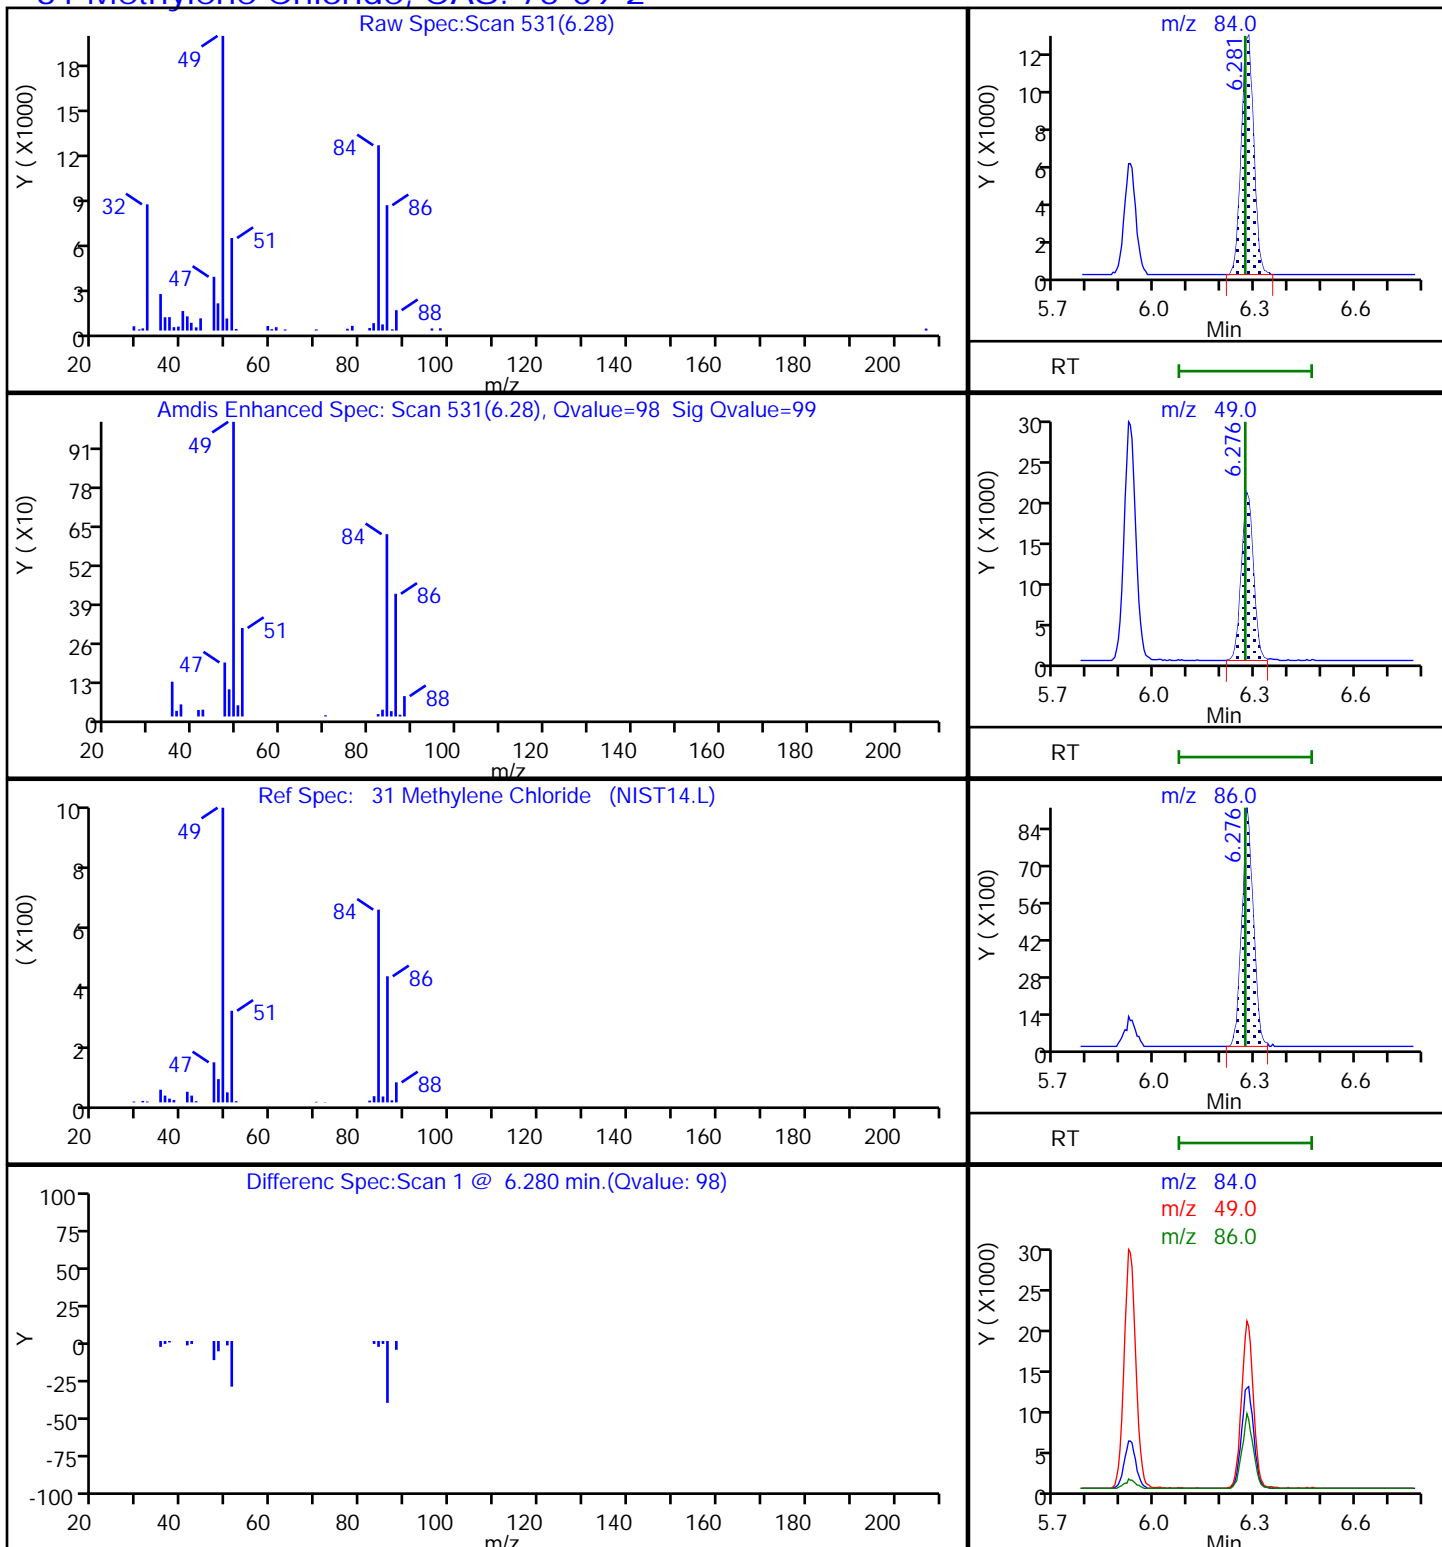 31 Methylene Chloride, CAS: 75-09-2
Raw Spec:Scan 531(6.28)
Y ( X1000)
18
15
12
9
6
3
0
49
84
32
86
51
47
88
20 40 60 80 100 120 140 160 180 200
m/z
m/z 84.0
Y ( X1000)
12
10
8
6
4
2
0
6.281
5.7 6.0 6.3 6.6
Min
RT
Amdis Enhanced Spec: Scan 531(6.28), Qvalue=98 Sig Qvalue=99
Y ( X10)
91
78
65
52
39
26
13
0
49
84
86
51
47
88
20 40 60 80 100 120 140 160 180 200
m/z
m/z 49.0
Y ( X1000)
30
25
20
15
10
5
0
6.276
5.7 6.0 6.3 6.6
Min
RT
Ref Spec: 31 Methylene Chloride (NIST14.L)
( X100)
10
8
6
4
2
0
49
84
86
51
47
88
20 40 60 80 100 120 140 160 180 200
m/z
m/z 86.0
Y ( X100)
84
70
56
42
28
14
0
6.276
5.7 6.0 6.3 6.6
Min
RT
Differenc Spec:Scan 1 @ 6.280 min.(Qvalue: 98)
Y
100
75
50
25
0
-25
-50
-75
-100
20 40 60 80 100 120 140 160 180 200
m/z
m/z 84.0
m/z 49.0
m/z 86.0
Y ( X1000)
30
25
20
15
10
5
0
5.7 6.0 6.3 6.6
Min